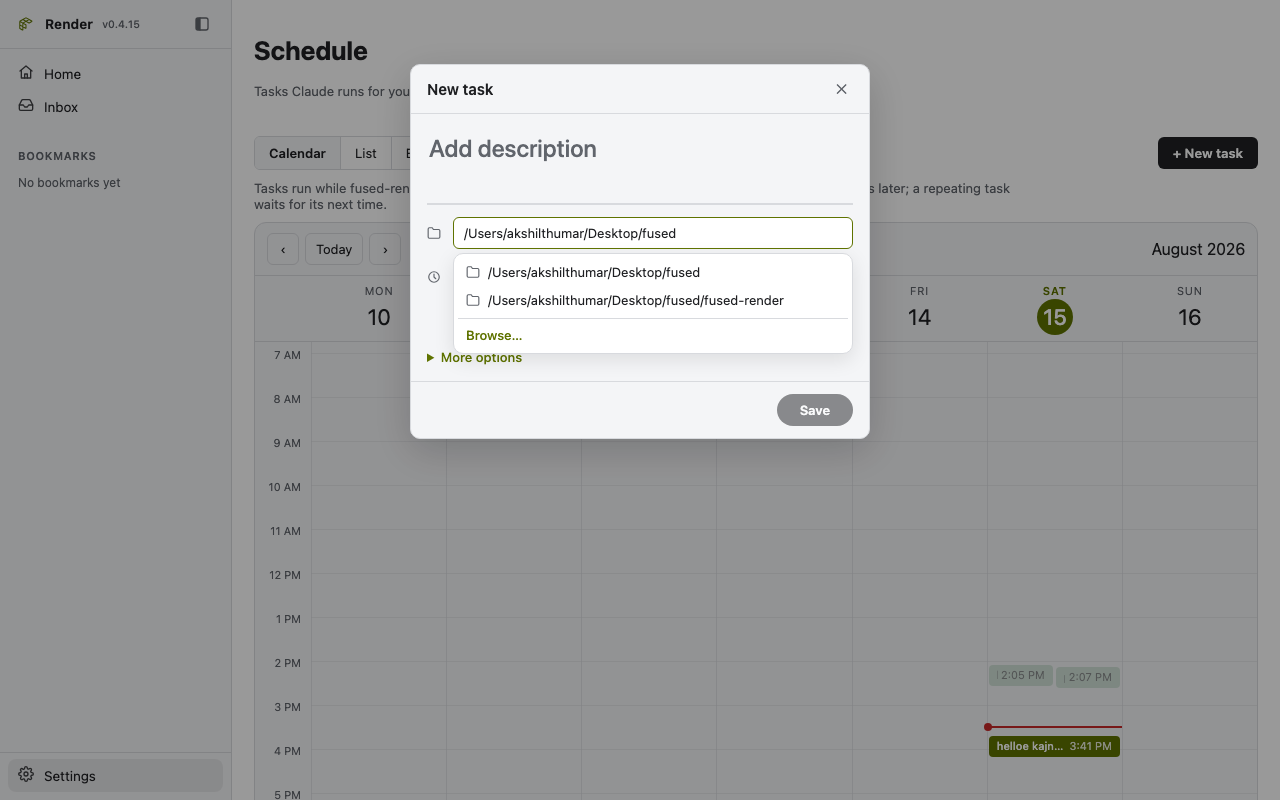 Render v0.4.15
Home
Inbox
BOOKMARKS
No bookmarks yet
Settings
Schedule
Tasks Claude runs for you
Calendar
List
+ New task
Tasks run while fused-ren
s later; a repeating task
waits for its next time.
‹
Today
›
August 2026
MON
10
FRI
14
SAT
15
SUN
16
7 AM
8 AM
9 AM
10 AM
11 AM
12 PM
1 PM
2 PM
3 PM
4 PM
5 PM
2:05 PM
2:07 PM
helloe kajn... 3:41 PM
New task
Add description
/Users/akshilthumar/Desktop/fused
/Users/akshilthumar/Desktop/fused
/Users/akshilthumar/Desktop/fused/fused-render
Browse...
More options
Save